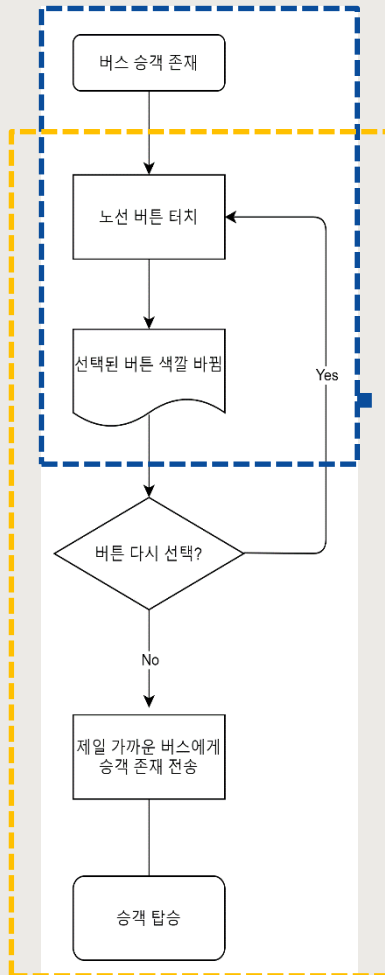 버스 승객 존재
노선 버튼 터치
선택된 버튼 색깔 바뀜
Yes
버튼 다시 선택?
No
제일 가까운 버스에게
승객 존재 전송
승객 탑승